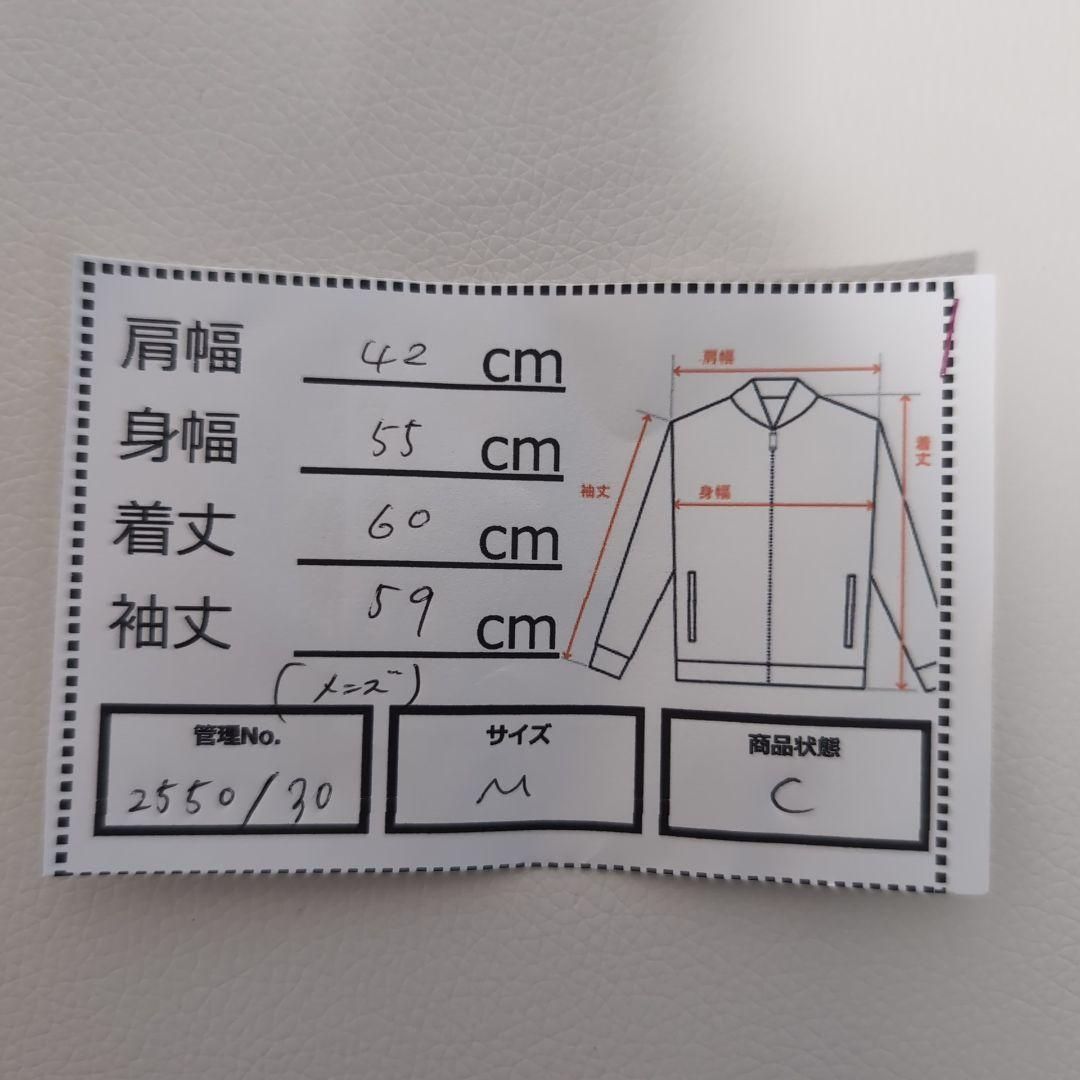 肩幅 42 cm
身幅 55 cm
着丈 60 cm
袖丈 59 cm
(メンズ)
管理No.
2550/30
サイズ
M
商品状態
C
肩幅
袖丈
身幅
着丈